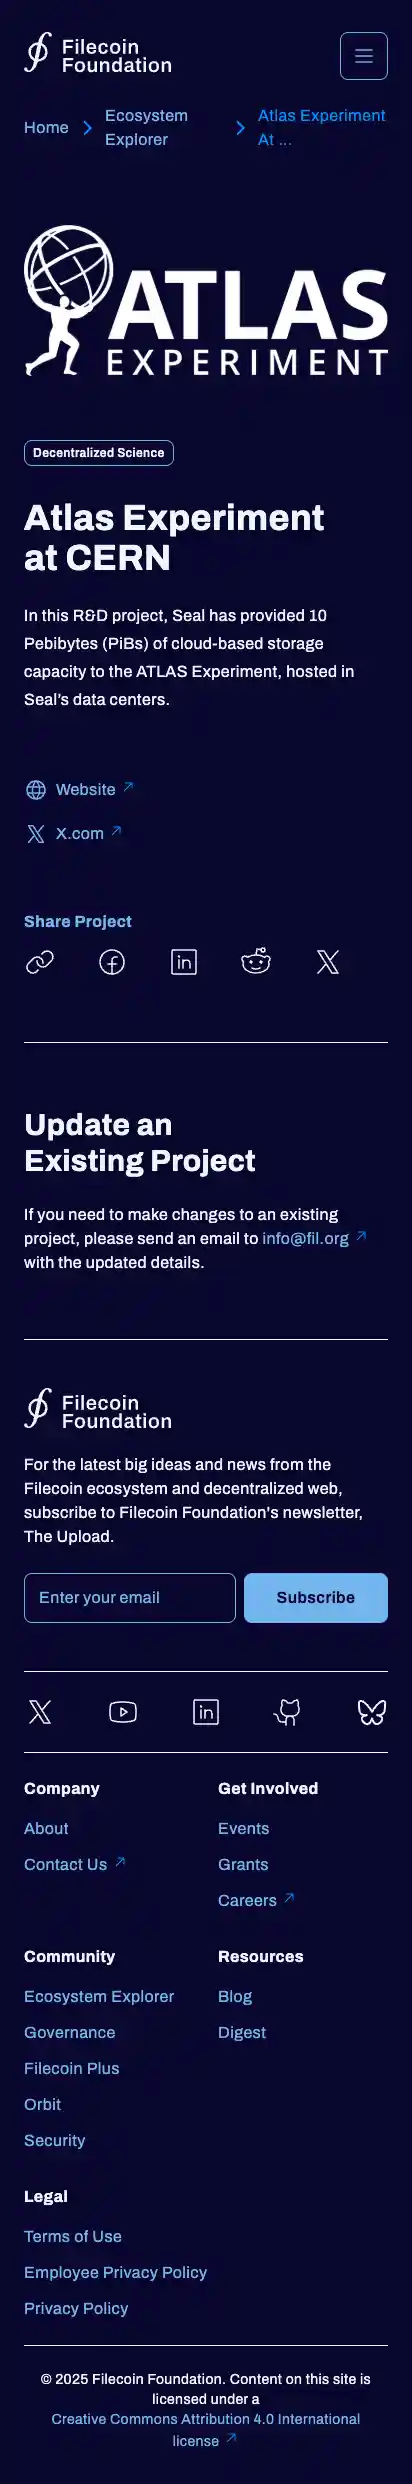 Filecoin
Foundation
Home
Ecosystem
Explorer
Atlas Experiment
At ...
ATLAS
EXPERIMENT
Decentralized Science
Atlas Experiment
at CERN
In this R&D project, Seal has provided 10
Pebibytes (PiBs) of cloud-based storage
capacity to the ATLAS Experiment, hosted in
Seal's data centers.
Website
X.com
Share Project
Update an
Existing Project
If you need to make changes to an existing
project, please send an email to info@fil.org
with the updated details.
Filecoin
Foundation
For the latest big ideas and news from the
Filecoin ecosystem and decentralized web,
subscribe to Filecoin Foundation's newsletter,
The Upload.
Enter your email
Subscribe
Company
About
Contact Us
Get Involved
Events
Grants
Careers
Community
Ecosystem Explorer
Governance
Filecoin Plus
Orbit
Security
Resources
Blog
Digest
Legal
Terms of Use
Employee Privacy Policy
Privacy Policy
© 2025 Filecoin Foundation. Content on this site is
licensed under a
Creative Commons Attribution 4.0 International
license